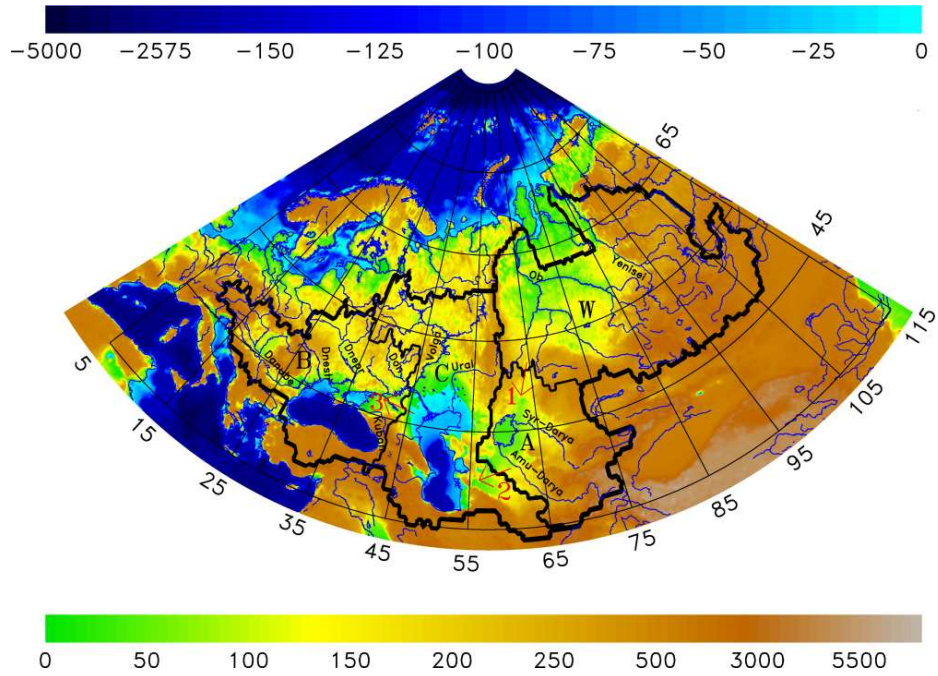 -5000 -2575 -150 -125 -100 -75 -50 -25 0
65
45
115
105
95
85
75
65
55
45
35
25
15
5
Ob
Yenisei
W
Volga
Ural
C
Don
Dnepr
Dnestr
B
Danube
3
Kuban
1
Syr-Darya
A
Amu-Darya
2
0 50 100 150 200 250 500 3000 5500